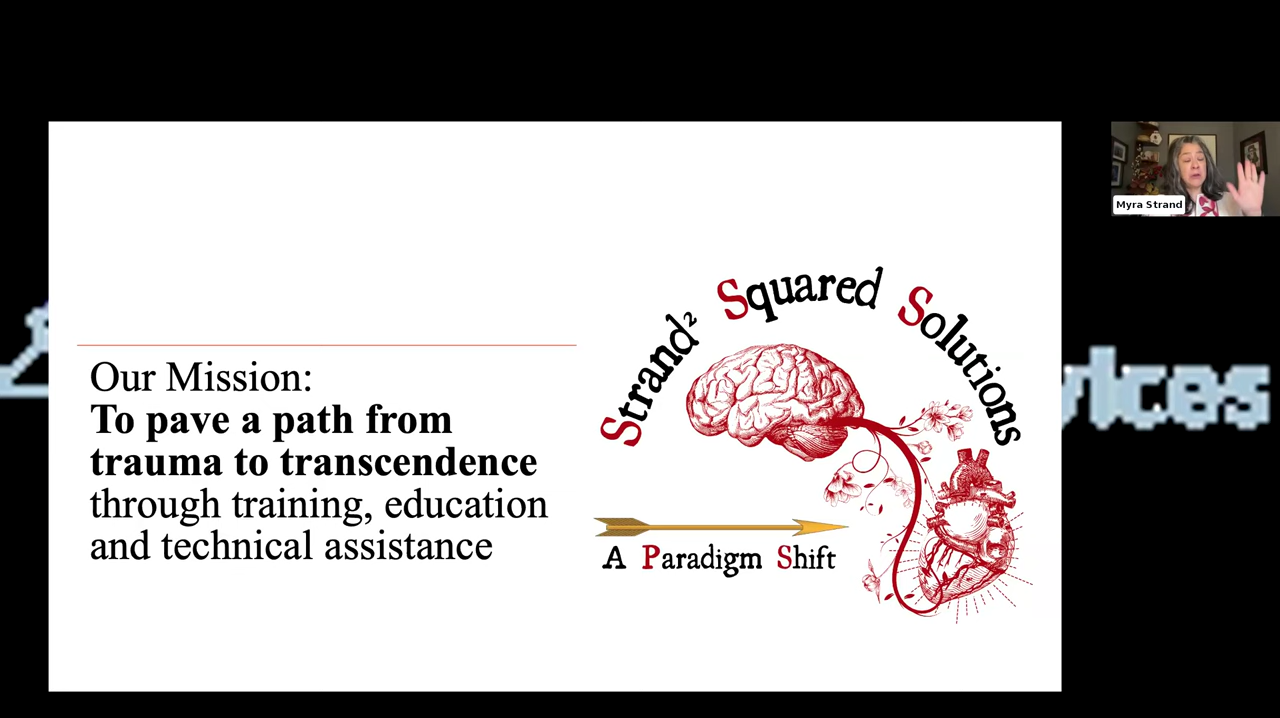 Strand² Squared Solutions
Our Mission:
To pave a path from
trauma to transcendence
through training, education
and technical assistance
A Paradigm Shift
Myra Strand
vices